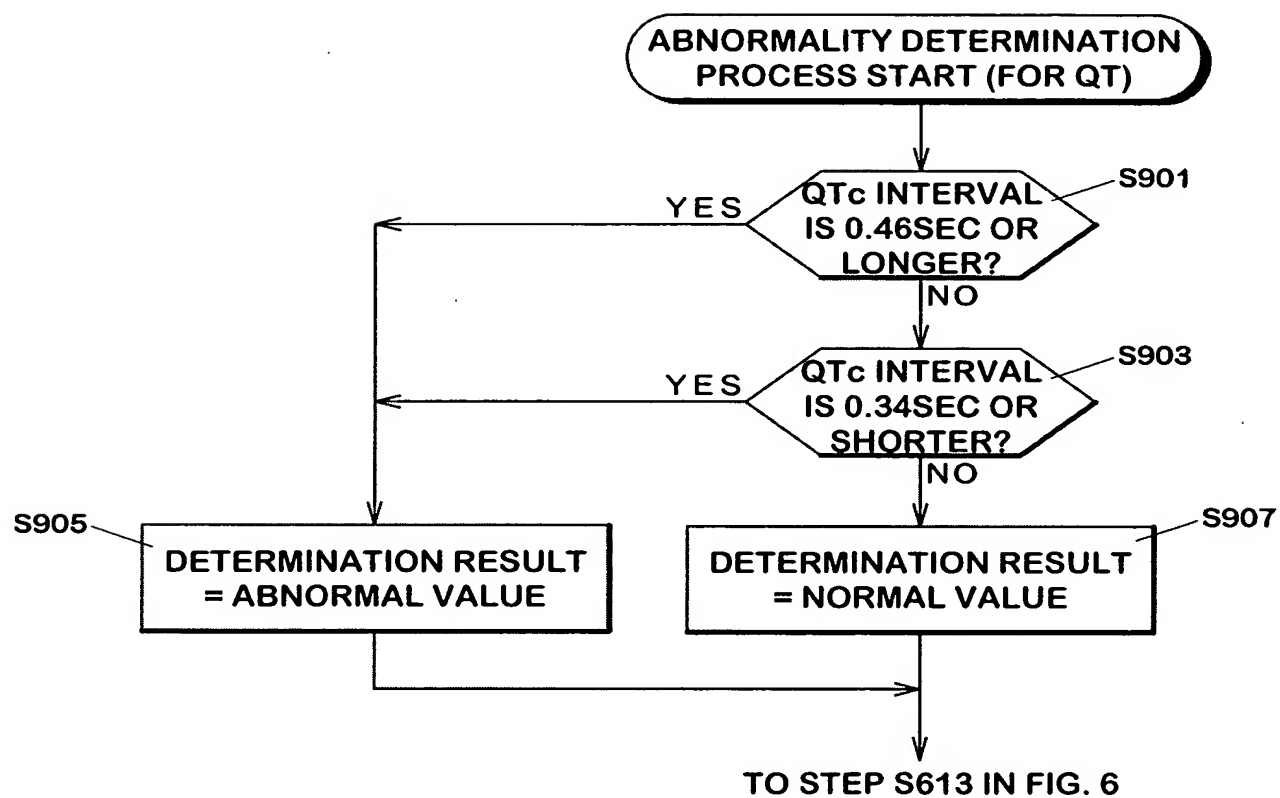 ABNORMALITY DETERMINATION
PROCESS START (FOR QT)
S901
QTc INTERVAL
IS 0.46SEC OR
LONGER?
YES
NO
S903
QTc INTERVAL
IS 0.34SEC OR
SHORTER?
YES
NO
S905
DETERMINATION RESULT
= ABNORMAL VALUE
S907
DETERMINATION RESULT
= NORMAL VALUE
TO STEP S613 IN FIG. 6